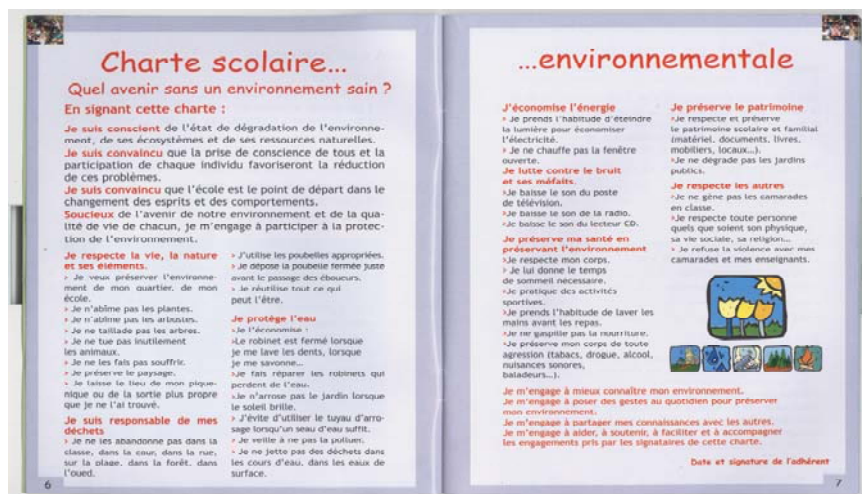 Charte scolaire...
Quel avenir sans un environnement sain ?
En signant cette charte :
Je suis conscient de l'état de dégradation de l'environne-
ment, de ses écosystèmes et de ses ressources naturelles.
Je suis convaincu que la prise de conscience de tous et la
participation de chaque individu favoriseront la réduction
de ces problèmes.
Je suis convaincu que l'école est le point de départ dans le
changement des esprits et des comportements.
Soucieux de l'avenir de notre environnement et de la qua-
lité de vie de chacun, je m'engage à participer à la protec-
tion de l'environnement.
Je respecte la vie, la nature
et ses éléments.
› Je veux préserver l'environne-
ment de mon quartier, de mon
école.
› Je n'abîme pas les plantes.
› Je n'abîme pas les arbustes.
› Je ne taillade pas les arbres.
› Je ne tue pas inutilement
les animaux.
› Je ne les fais pas souffrir.
› Je préserve le paysage.
› Je laisse le lieu de mon pique-
nique ou de la sortie plus propre
que je ne l'ai trouvé.
Je suis responsable de mes
déchets
› Je ne les abandonne pas dans la
classe, dans la cour, dans la rue,
sur la plage, dans la forêt, dans
l'oued.
› J'utilise les poubelles appropriées.
› Je dépose la poubelle fermée juste
avant le passage des éboueurs.
› Je réutilise tout ce qui
peut l'être.
Je protège l'eau
›Je l'économise :
›Le robinet est fermé lorsque
je me lave les dents, lorsque
je me savonne...
›Je fais réparer les robinets qui
perdent de l'eau.
›Je n'arrose pas le jardin lorsque
le soleil brille.
› J'évite d'utiliser le tuyau d'arro-
sage lorsqu'un seau d'eau suffit.
› Je veille à ne pas la polluer.
› Je ne jette pas des déchets dans
les cours d'eau, dans les eaux de
surface.
6
...environnementale
J'économise l'énergie
› Je prends l'habitude d'éteindre
la lumière pour économiser
l'électricité.
› Je ne chauffe pas la fenêtre
ouverte.
Je lutte contre le bruit
et ses méfaits.
›Je baisse le son du poste
de télévision.
›Je baisse le son de la radio.
›Je baisse le son du lecteur CD.
Je préserve ma santé en
préservant l'environnement
›Je respecte mon corps.
› Je lui donne le temps
de sommeil nécessaire.
›Je pratique des activités
sportives.
›Je prends l'habitude de laver les
mains avant les repas.
›Je ne gaspille pas la nourriture.
›Je préserve mon corps de toute
agression (tabacs, drogue, alcool,
nuisances sonores,
baladeurs...).
Je préserve le patrimoine
›Je respecte et préserve
le patrimoine scolaire et familial
(matériel, documents, livres,
mobiliers, locaux...).
›Je ne dégrade pas les jardins
publics.
Je respecte les autres
›Je ne gêne pas les camarades
en classe.
›Je respecte toute personne
quels que soient son physique,
sa vie sociale, sa religion...
› Je refuse la violence avec mes
camarades et mes enseignants.
Je m'engage à mieux connaître mon environnement.
Je m'engage à poser des gestes au quotidien pour préserver
mon environnement.
Je m'engage à partager mes connaissances avec les autres.
Je m'engage à aider, à soutenir, à faciliter et à accompagner
les engagements pris par les signataires de cette charte.
Date et signature de l'adhérent
7